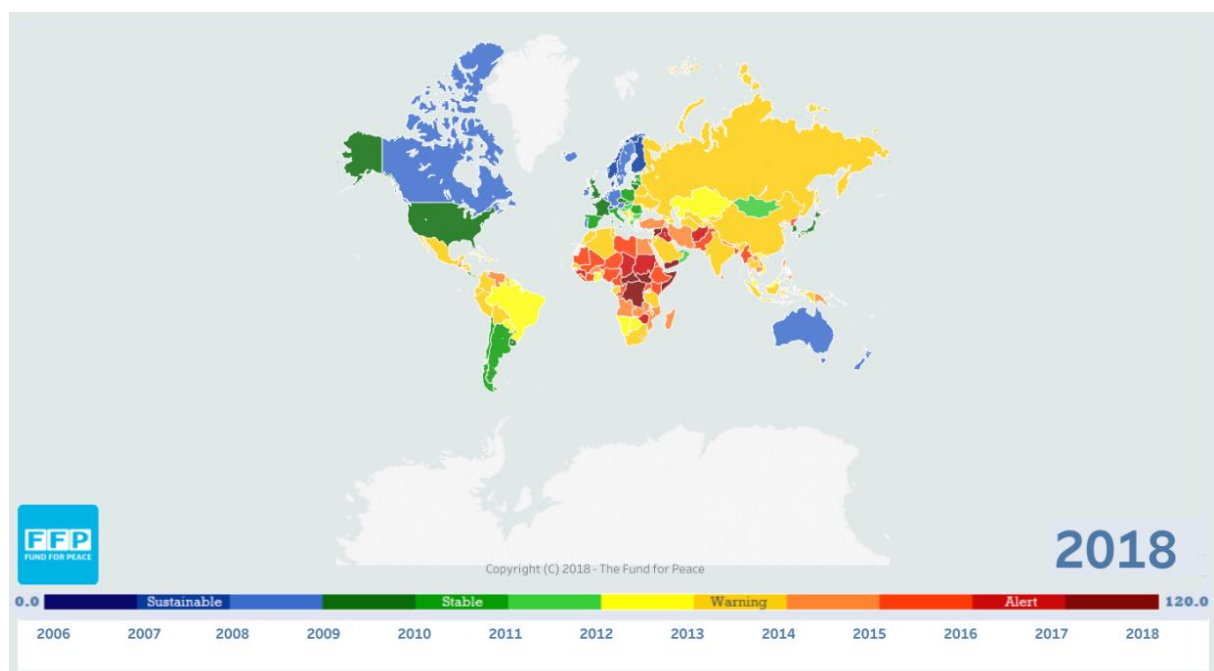 FFP
FUND FOR PEACE
2018
Copyright (C) 2018 - The Fund for Peace
0.0 Sustainable Stable Warning Alert 120.0
2006 2007 2008 2009 2010 2011 2012 2013 2014 2015 2016 2017 2018